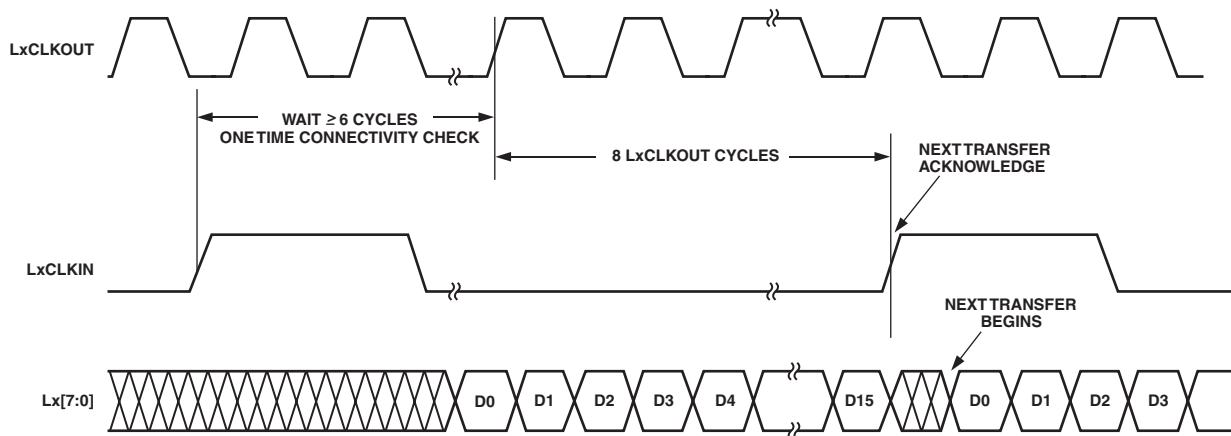 LxCLKOUT
WAIT ≥ 6 CYCLES
ONE TIME CONNECTIVITY CHECK
8 LxCLKOUT CYCLES
NEXT TRANSFER
ACKNOWLEDGE
LxCLKIN
NEXT TRANSFER
BEGINS
Lx[7:0]
D0 D1 D2 D3 D4 D15 D0 D1 D2 D3